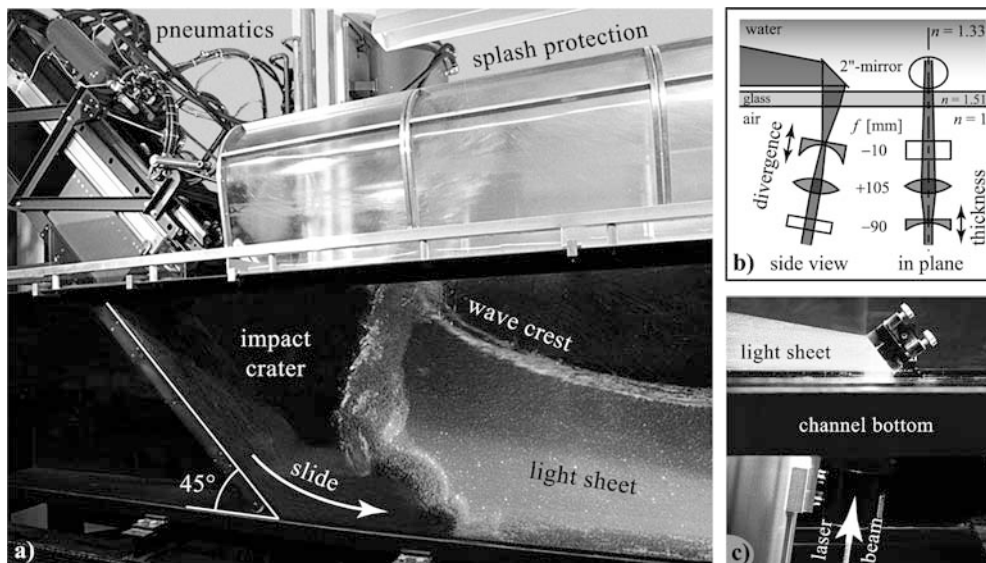 pneumatics
splash protection
impact
crater
wave crest
slide
light sheet
45°
a)
water
n = 1.33
2"-mirror
glass
n = 1.51
air
n = 1
f [mm]
divergence
−10
+105
−90
thickness
b)
side view
in plane
light sheet
channel bottom
laser
beam
c)